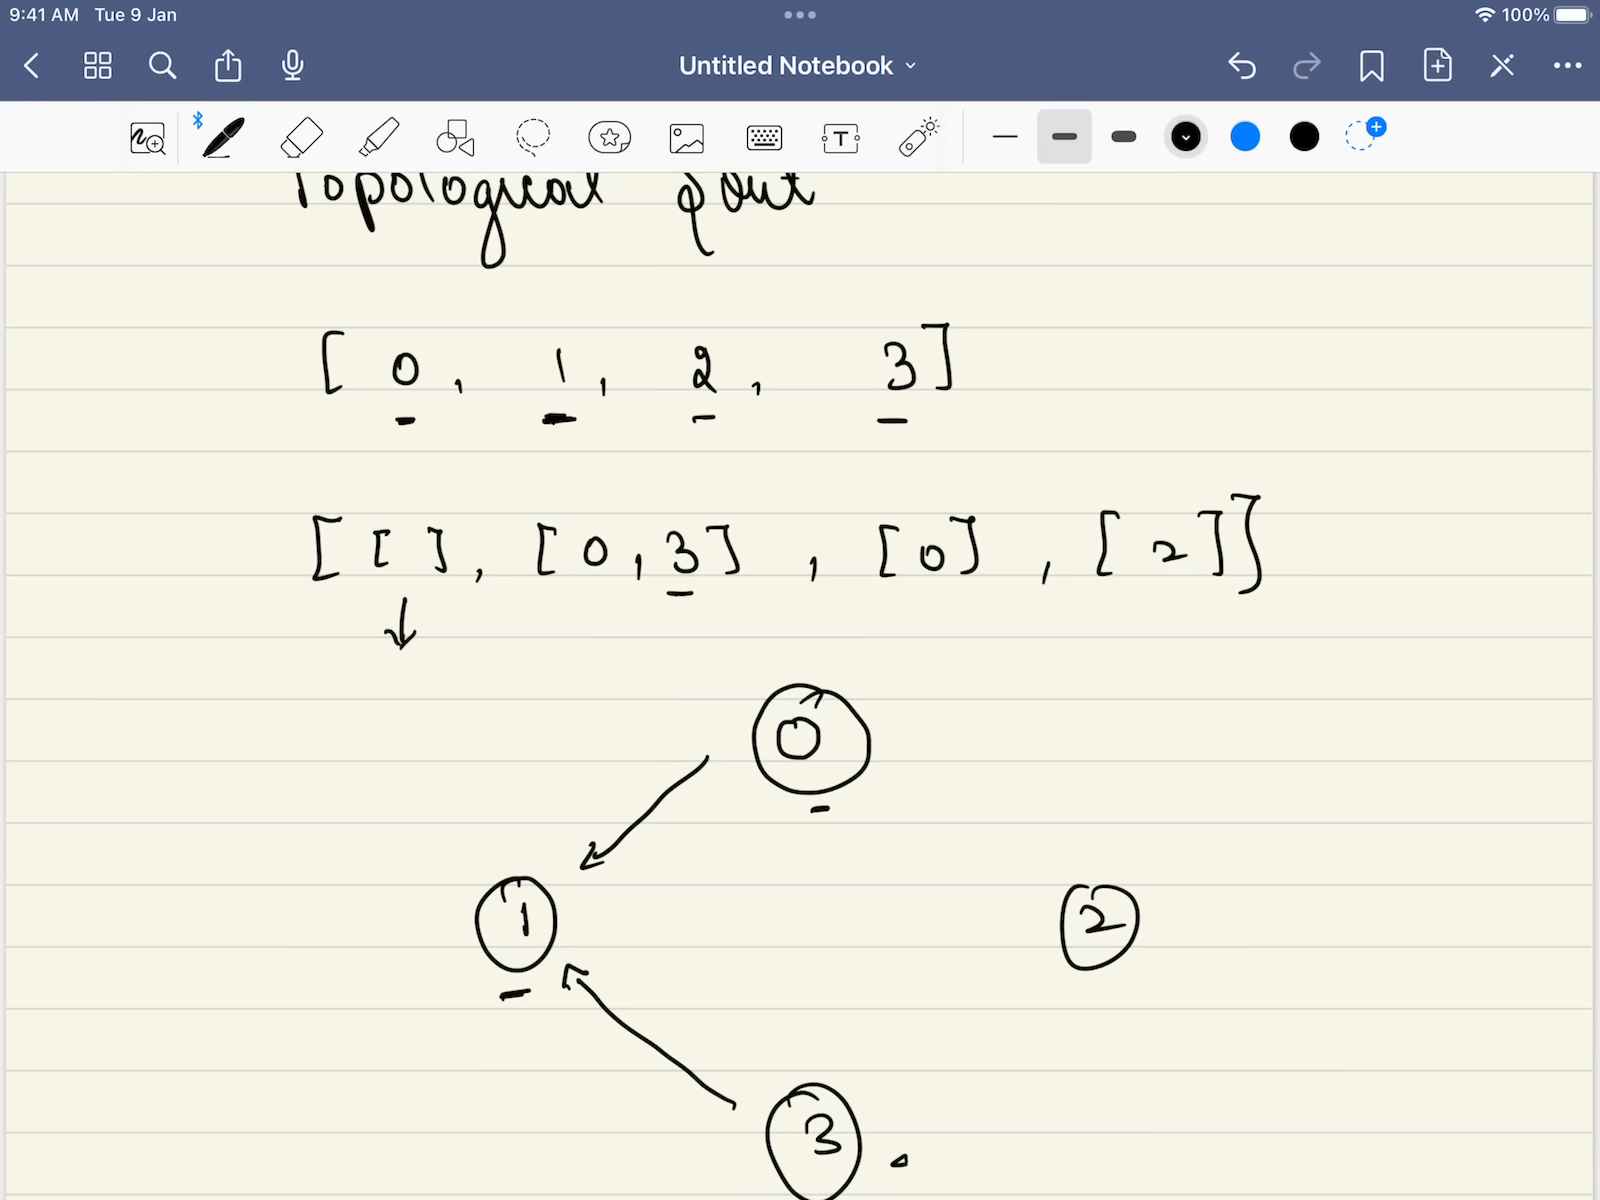 9:41 AM Tue 9 Jan
100%
Untitled Notebook
T
Topological Sort
[ 0, 1, 2, 3 ]
[ [ ], [ 0, 3 ], [ 0 ], [ 2 ] ]
0
1
2
3